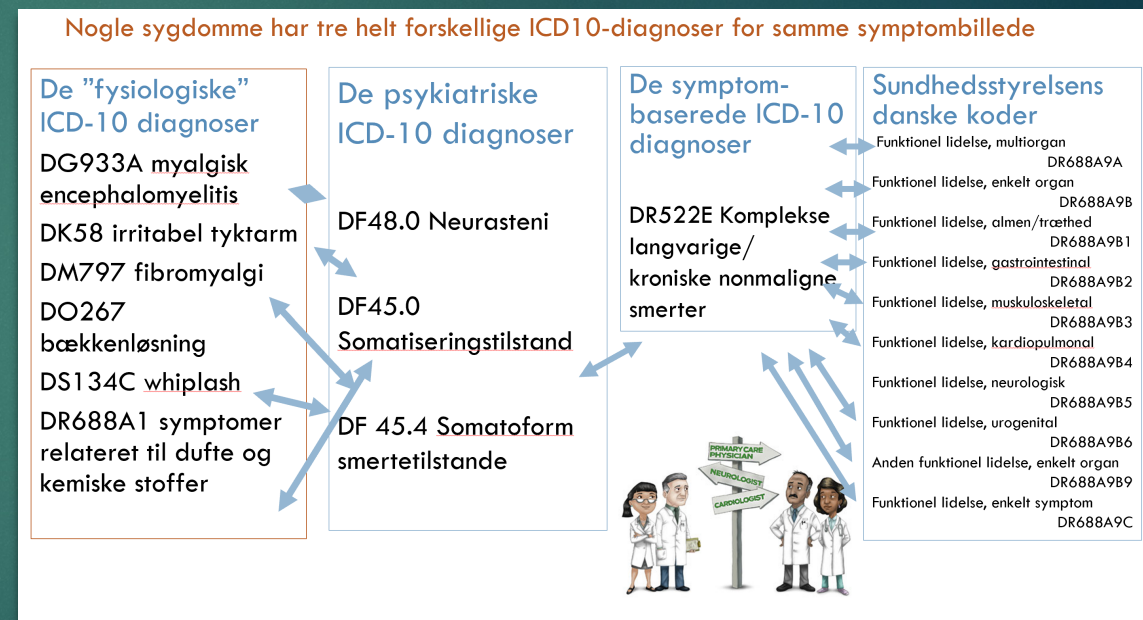 Nogle sygdomme har tre helt forskellige ICD10-diagnoser for samme symptombillede
De ”fysiologiske”
ICD-10 diagnoser
DG933A myalgisk
encephalomyelitis
DK58 irritabel tyktarm
DM797 fibromyalgi
DO267
bækkenløsning
DS134C whiplash
DR688A1 symptomer
relateret til dufte og
kemiske stoffer
De psykiatriske
ICD-10 diagnoser
DF48.0 Neurasteni
DF45.0
Somatiseringstilstand
DF 45.4 Somatoform
smertetilstande
De symptom-
baserede ICD-10
diagnoser
DR522E Komplekse
langvarige/
kroniske nonmaligne
smerter
Sundhedsstyrelsens
danske koder
Funktionel lidelse, multiorgan
DR688A9A
Funktionel lidelse, enkelt organ
DR688A9B
Funktionel lidelse, almen/træthed
DR688A9B1
Funktionel lidelse, gastrointestinal
DR688A9B2
Funktionel lidelse, muskuloskeletal
DR688A9B3
Funktionel lidelse, kardiopulmonal
DR688A9B4
Funktionel lidelse, neurologisk
DR688A9B5
Funktionel lidelse, urogenital
DR688A9B6
Anden funktionel lidelse, enkelt organ
DR688A9B9
Funktionel lidelse, enkelt symptom
DR688A9C
PRIMARY CARE
PHYSICIAN
NEUROLOGIST
CARDIOLOGIST